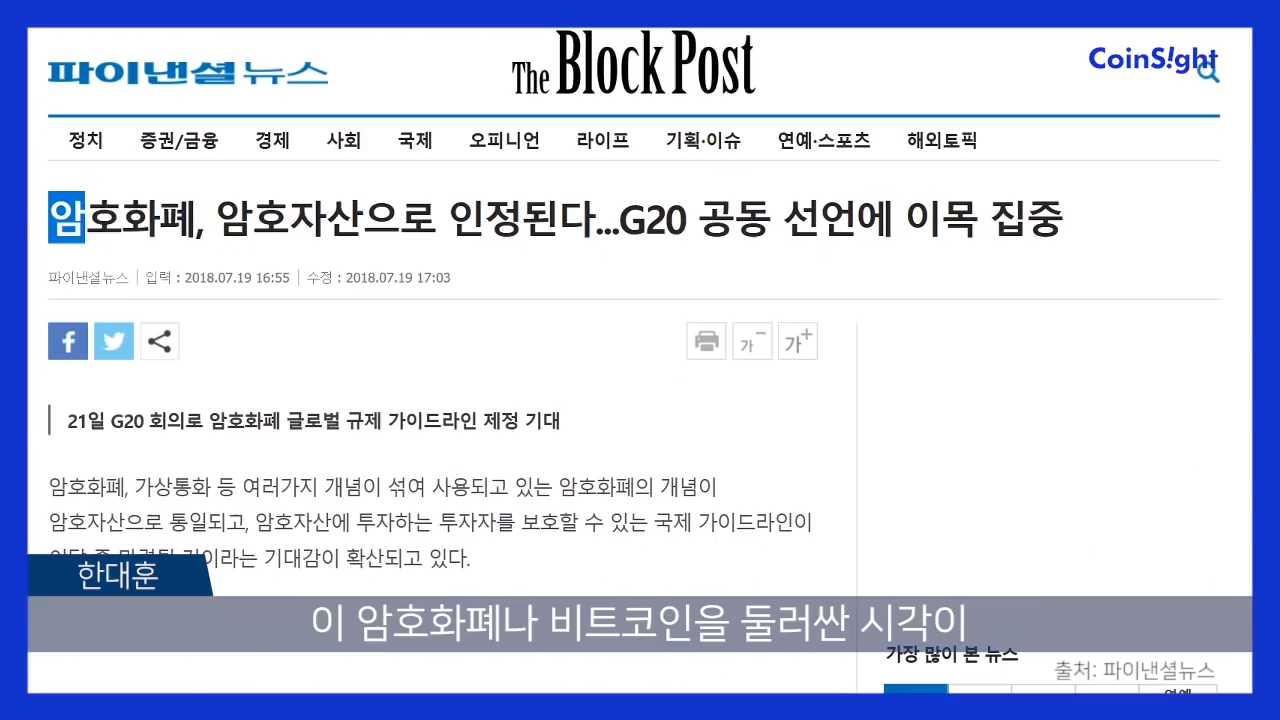 파이낸셜뉴스
The Block Post
CoinS!ght
정치 증권/금융 경제 사회 국제 오피니언 라이프 기획·이슈 연예·스포츠 해외토픽
암호화폐, 암호자산으로 인정된다...G20 공동 선언에 이목 집중
파이낸셜뉴스 | 입력 : 2018.07.19 16:55 | 수정 : 2018.07.19 17:03
가－ 가+
21일 G20 회의로 암호화폐 글로벌 규제 가이드라인 제정 기대
암호화폐, 가상통화 등 여러가지 개념이 섞여 사용되고 있는 암호화폐의 개념이
암호자산으로 통일되고, 암호자산에 투자하는 투자자를 보호할 수 있는 국제 가이드라인이
기대감이 확산되고 있다.
한대훈
이 암호화폐나 비트코인을 둘러싼 시각이
가장 많이 본 뉴스
출처: 파이낸셜뉴스